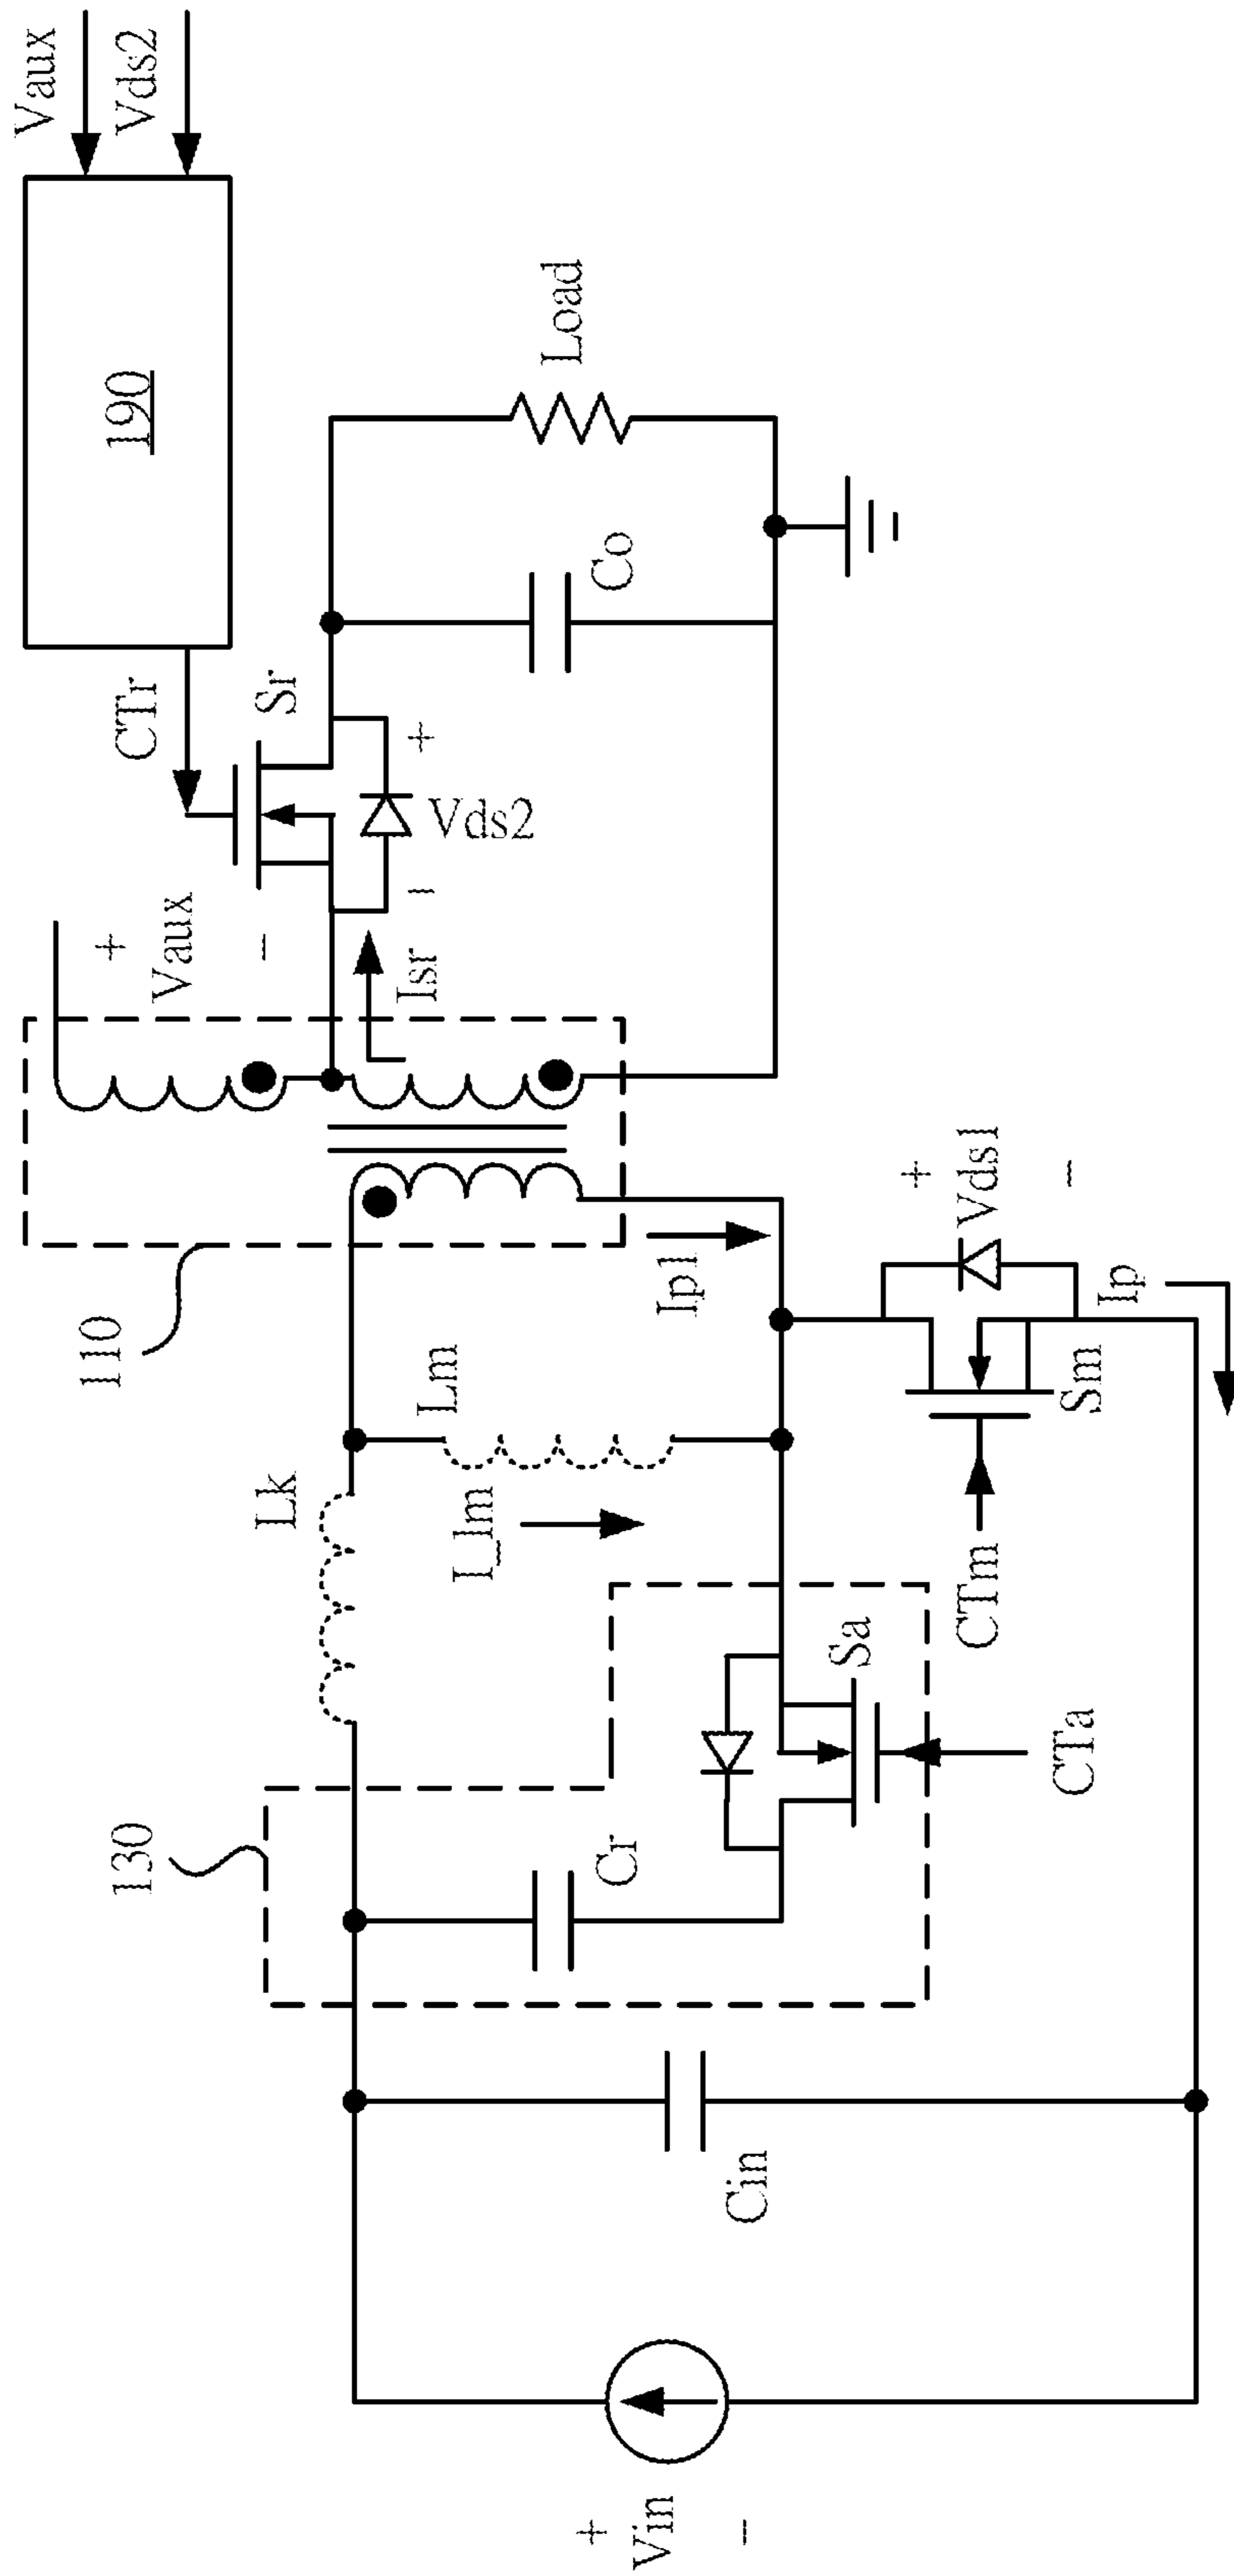 Vaux
Vds2
190
CTr
Sr
+
Vaux
-
+
Vds2
-
Isr
Load
Co
110
Lk
Lm
I_lm
Ip1
+
Vds1
-
Ip
Sm
CTm
130
Cr
Sa
CTa
Cin
+
Vin
-